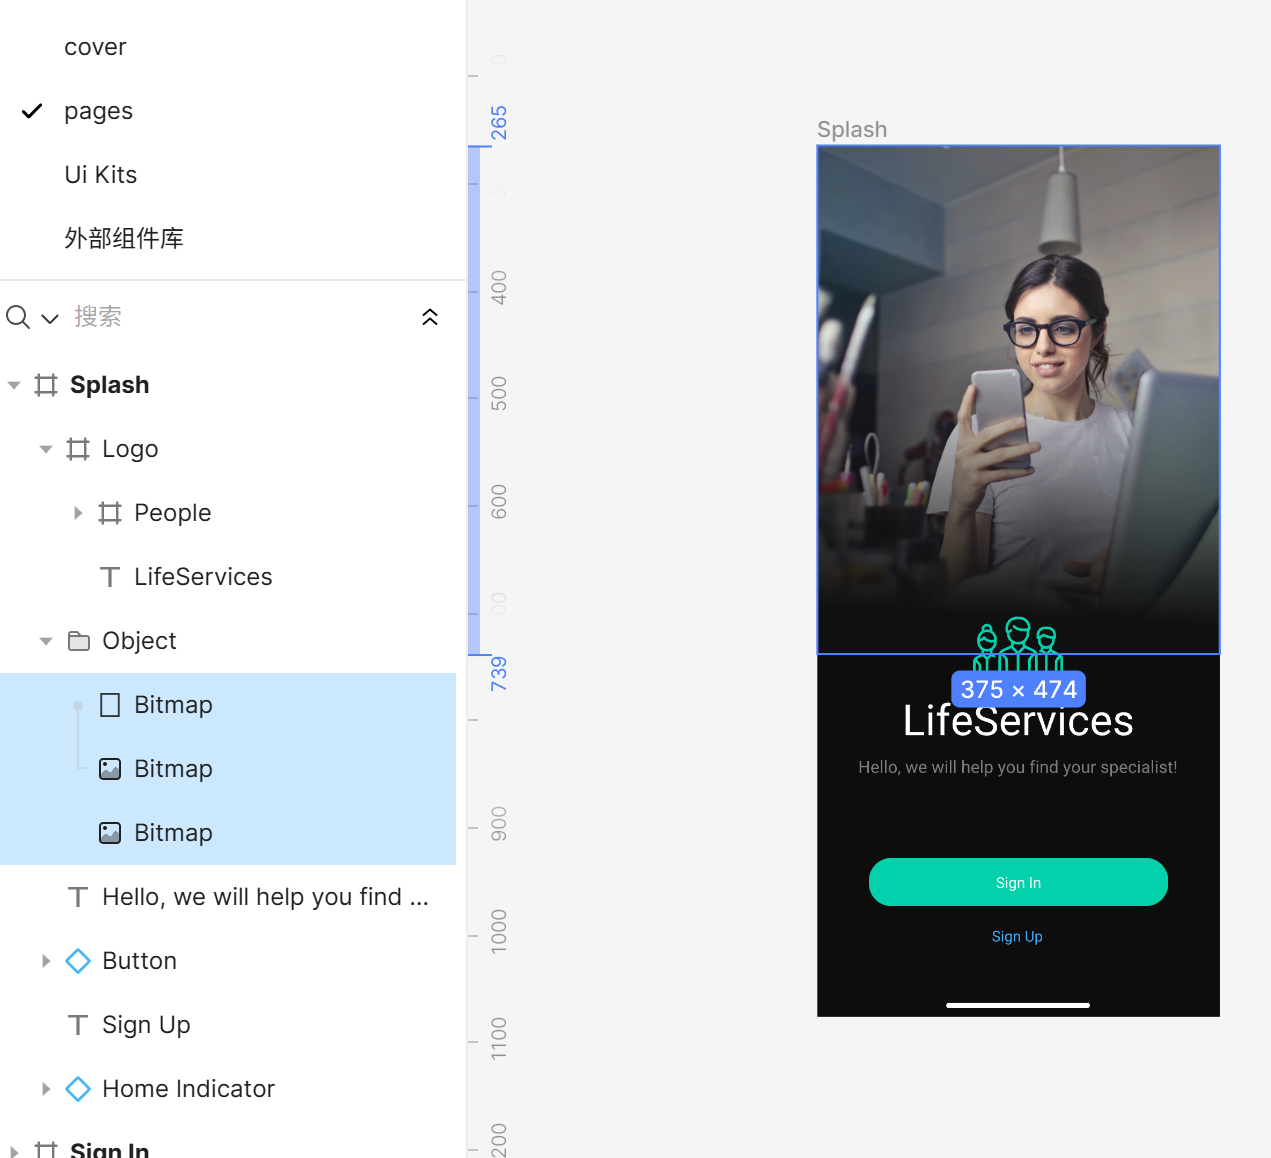 cover
pages
Ui Kits
外部组件库
搜索
Splash
Logo
People
LifeServices
Object
Bitmap
Bitmap
Bitmap
Hello, we will help you find ...
Button
Sign Up
Home Indicator
Sign In
265
400
500
600
739
900
1000
1100
200
Splash
375 × 474
LifeServices
Hello, we will help you find your specialist!
Sign In
Sign Up